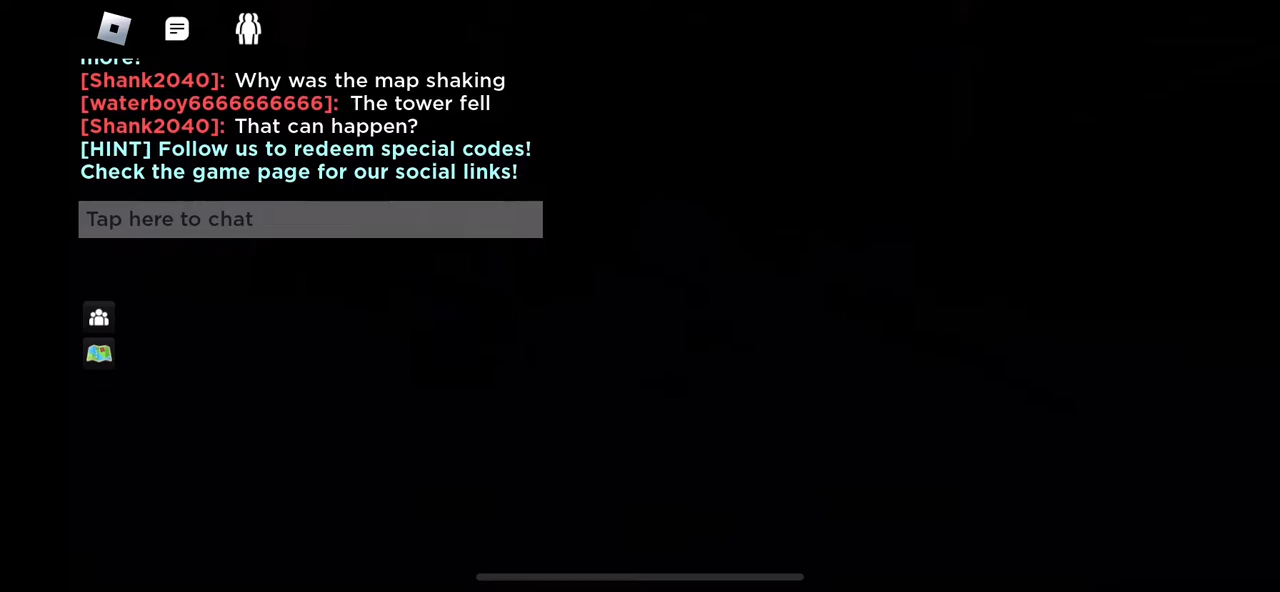 more!
[Shank2040]: Why was the map shaking
[waterboy6666666666]: The tower fell
[Shank2040]: That can happen?
[HINT] Follow us to redeem special codes!
Check the game page for our social links!
Tap here to chat